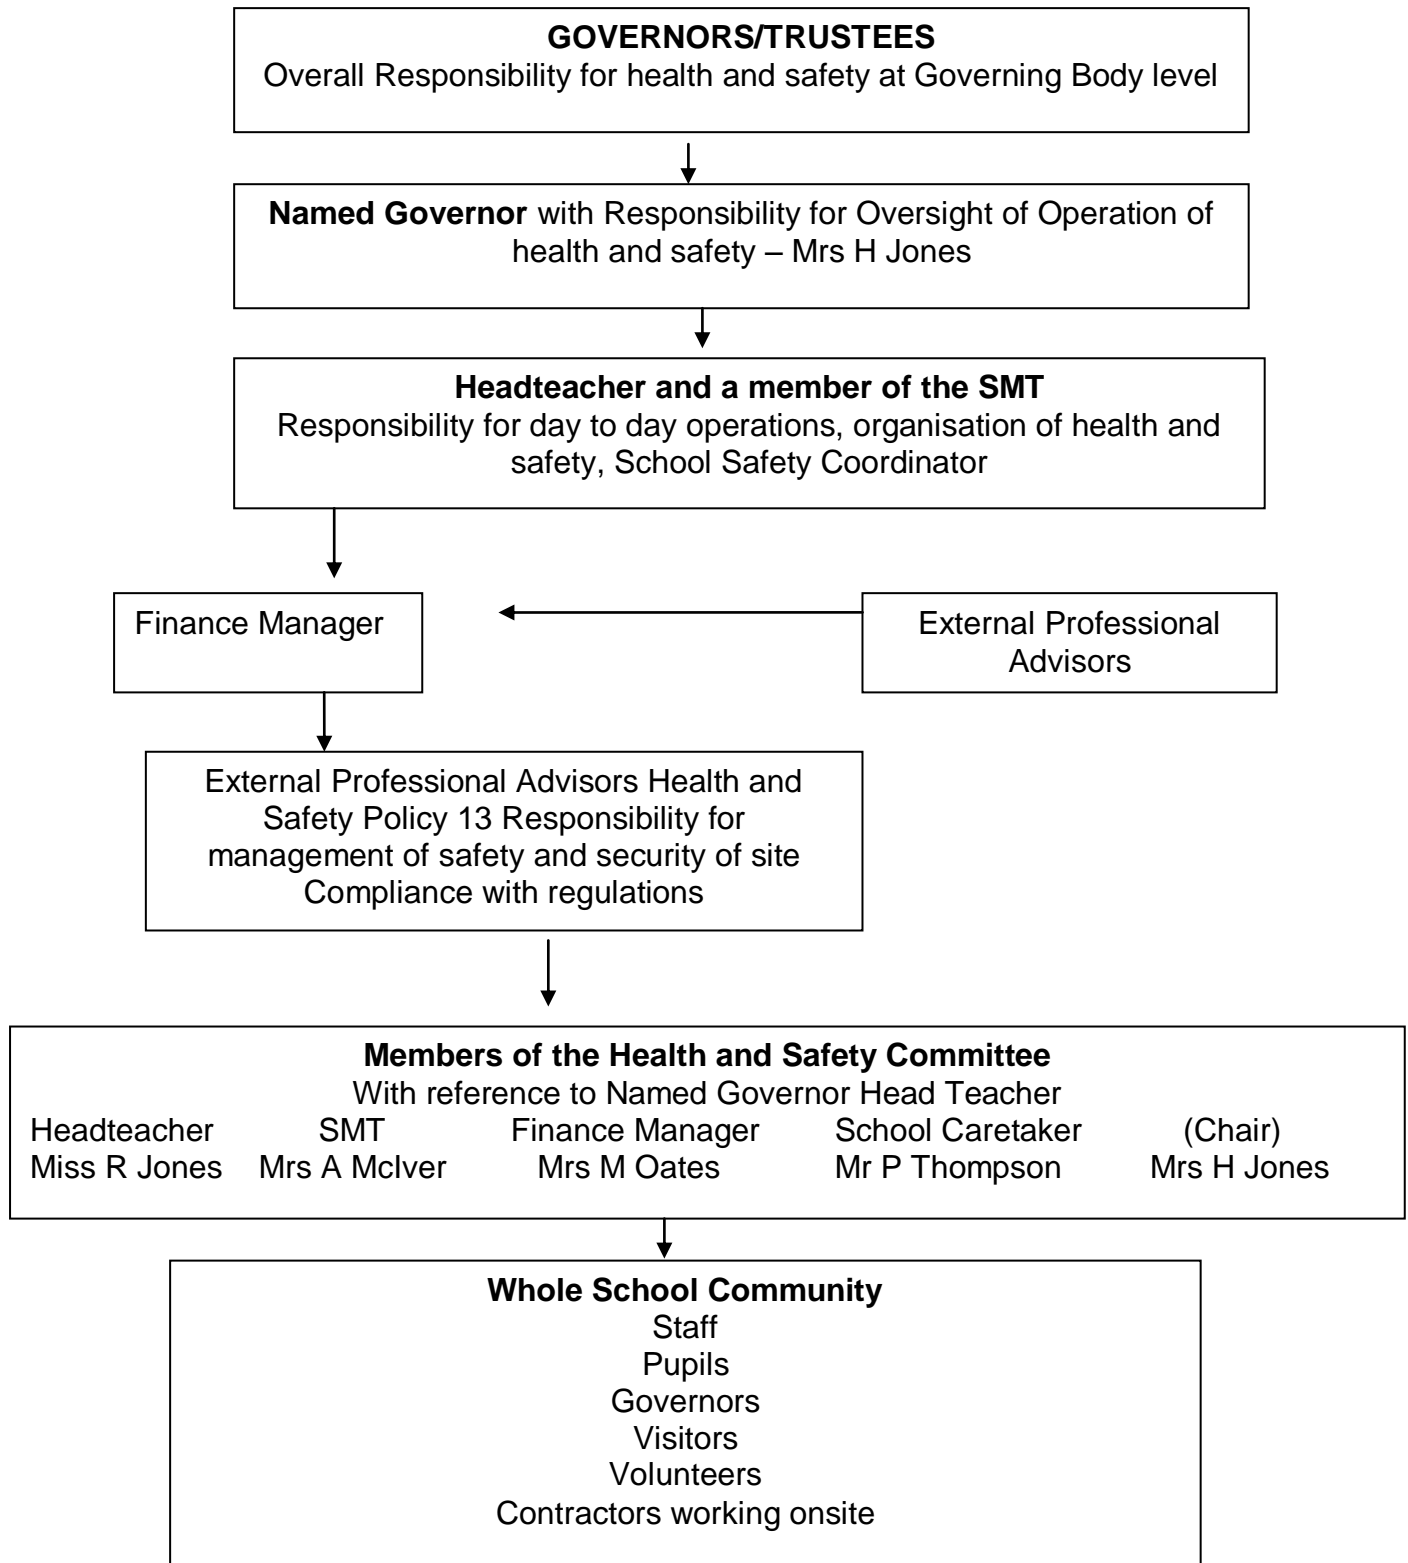 GOVERNORS/TRUSTEES
Overall Responsibility for health and safety at Governing Body level
Named Governor with Responsibility for Oversight of Operation of
health and safety – Mrs H Jones
Headteacher and a member of the SMT
Responsibility for day to day operations, organisation of health and
safety, School Safety Coordinator
Finance Manager
External Professional
Advisors
External Professional Advisors Health and
Safety Policy 13 Responsibility for
management of safety and security of site
Compliance with regulations
Members of the Health and Safety Committee
With reference to Named Governor Head Teacher
Headteacher SMT Finance Manager School Caretaker (Chair)
Miss R Jones Mrs A McIver Mrs M Oates Mr P Thompson Mrs H Jones
Whole School Community
Staff
Pupils
Governors
Visitors
Volunteers
Contractors working onsite